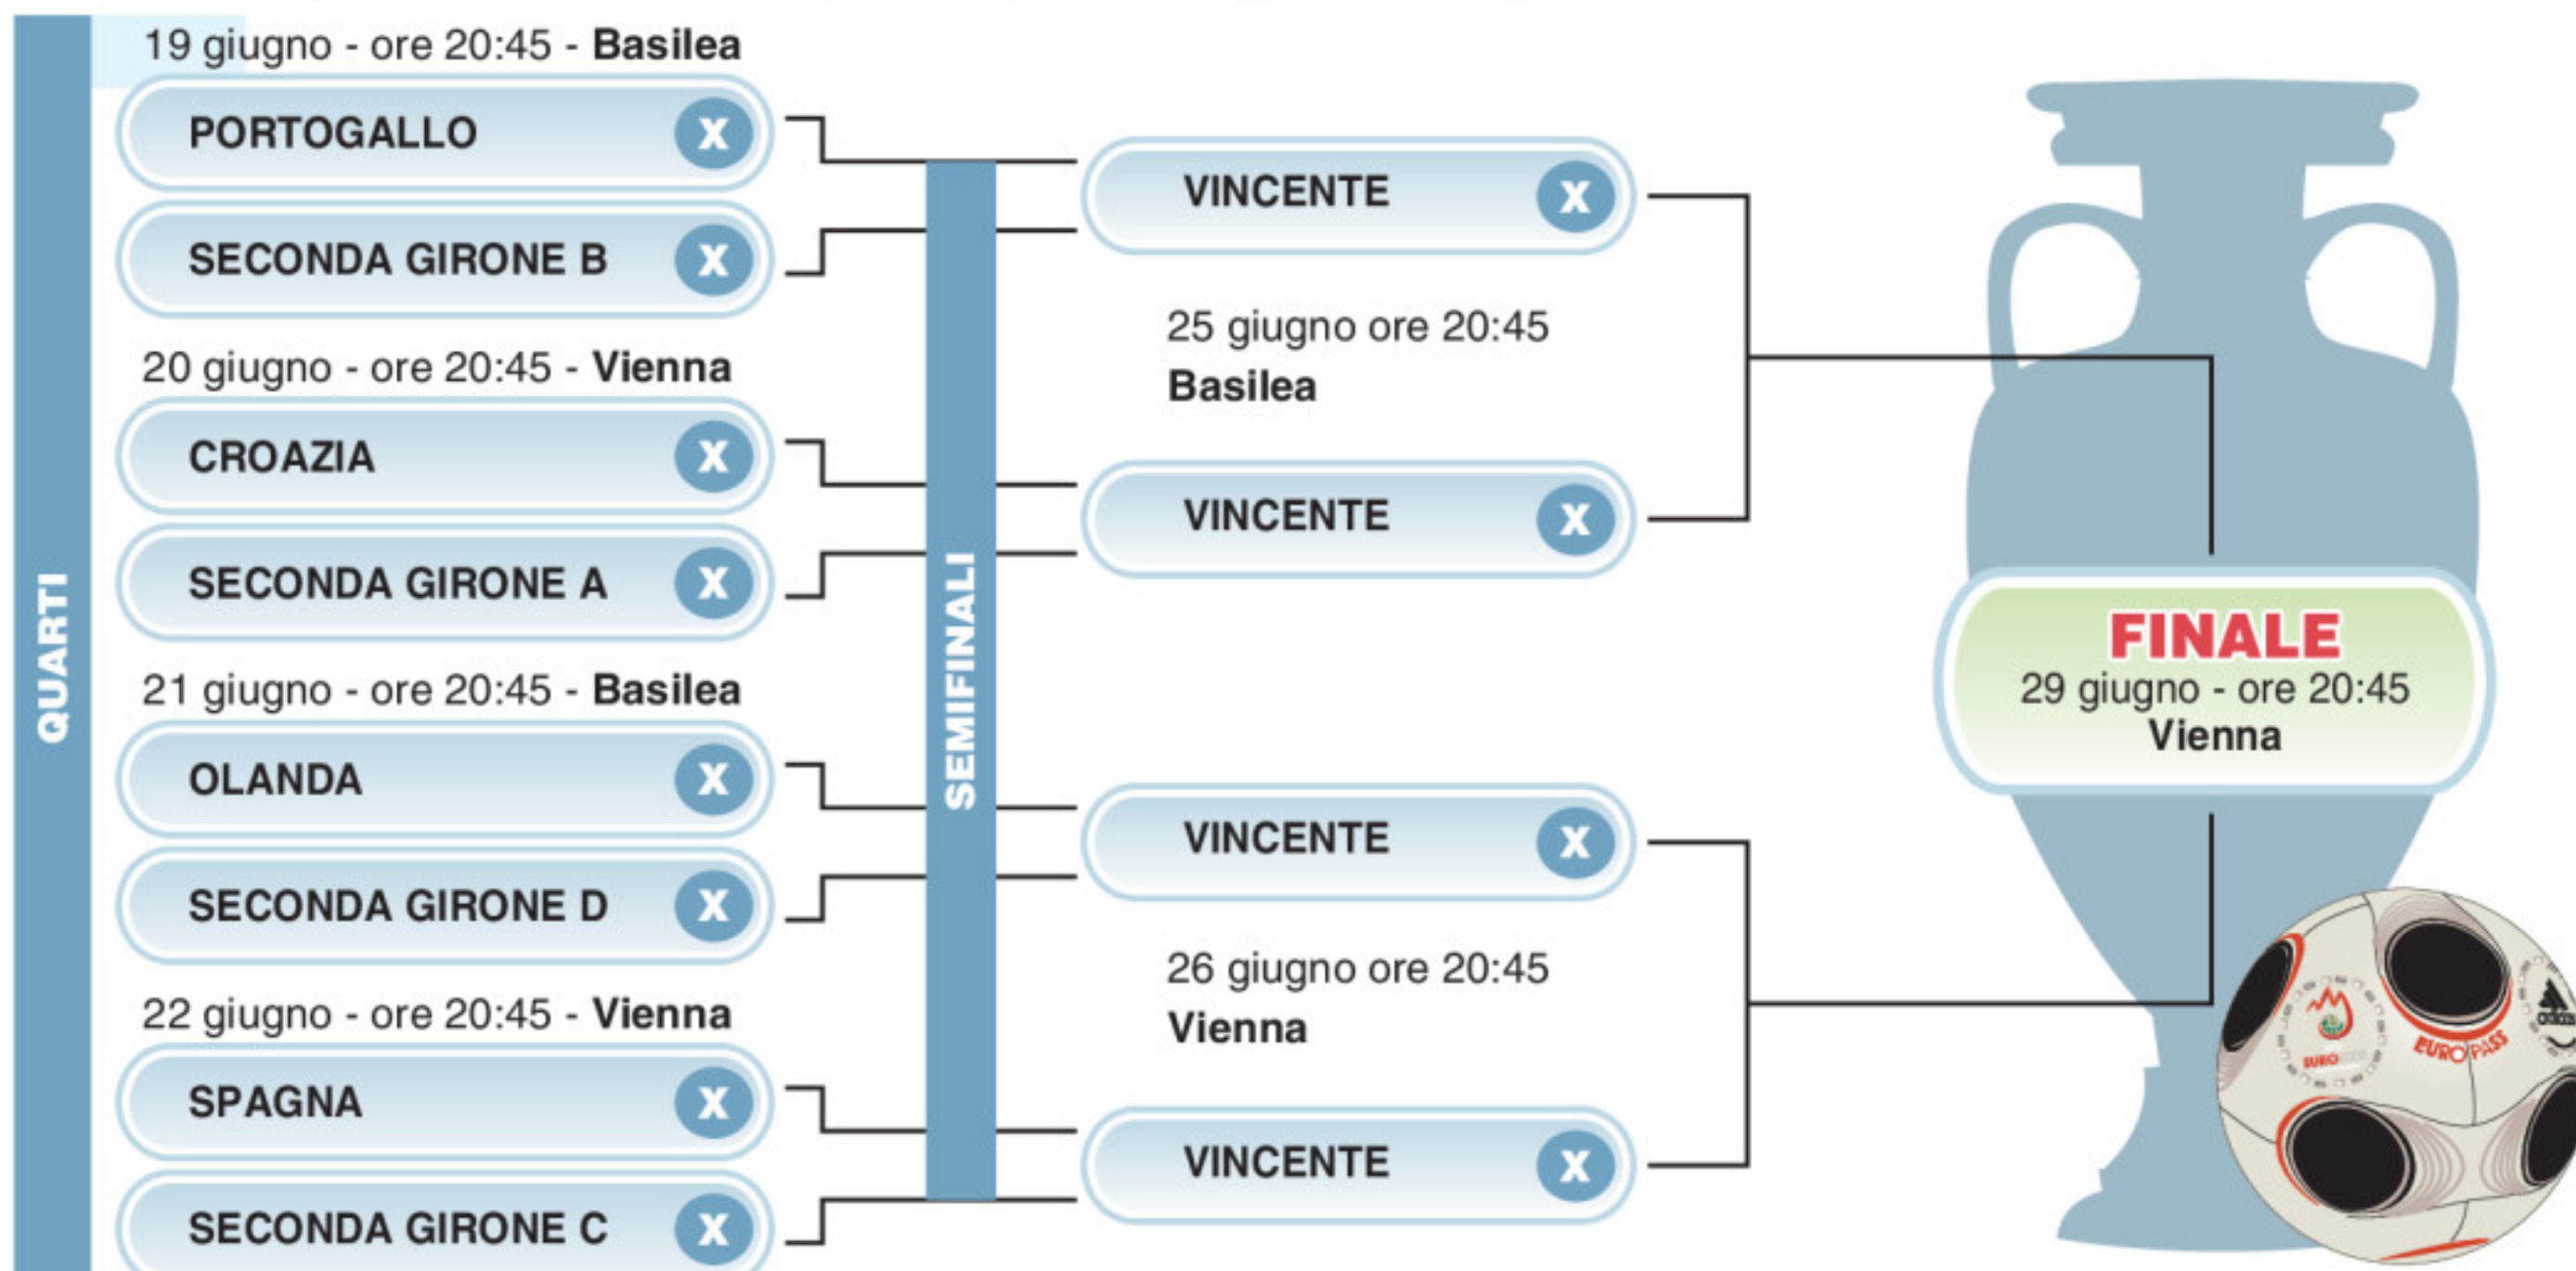 19 giugno - ore 20:45 - Basilea
PORTOGALLO X
SECONDA GIRONE B X
20 giugno - ore 20:45 - Vienna
CROAZIA X
SECONDA GIRONE A X
21 giugno - ore 20:45 - Basilea
OLANDA X
SECONDA GIRONE D X
22 giugno - ore 20:45 - Vienna
SPAGNA X
SECONDA GIRONE C X
QUARTI
SEMIFINALI
VINCENTE X
25 giugno ore 20:45
Basilea
VINCENTE X
VINCENTE X
26 giugno ore 20:45
Vienna
VINCENTE X
FINALE
29 giugno - ore 20:45
Vienna
EURO
EUROPASS